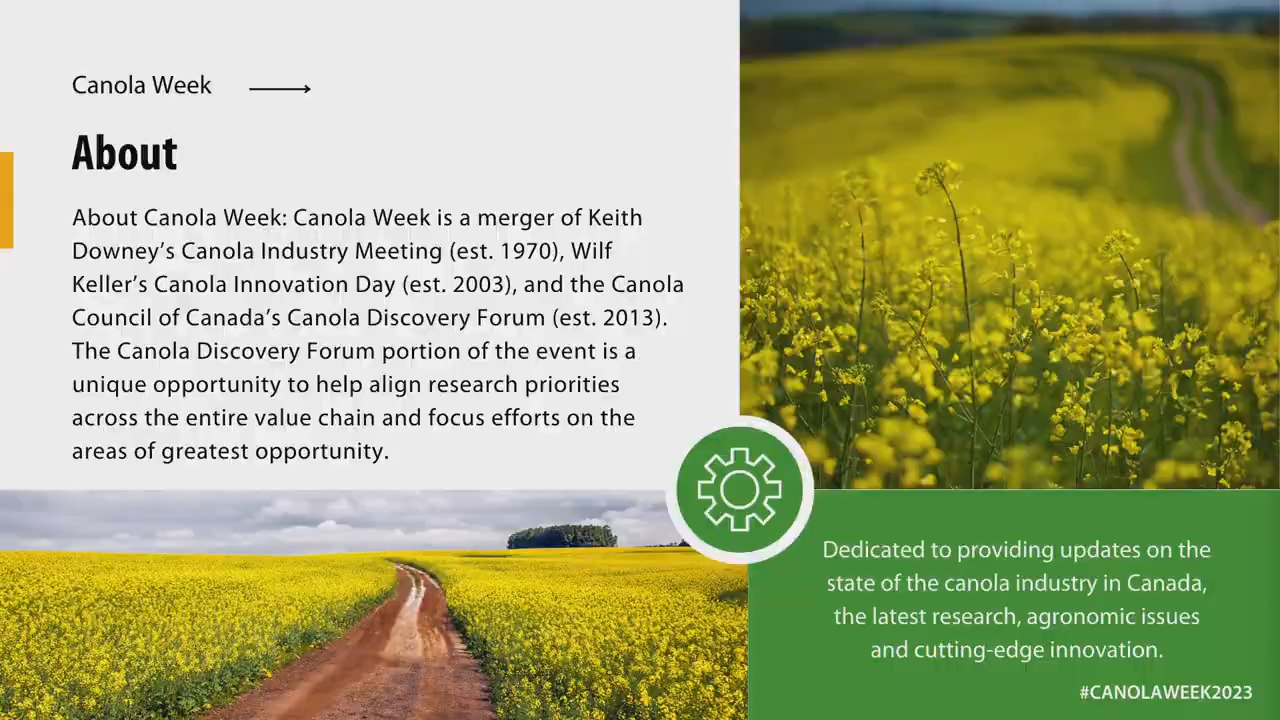 Canola Week
About
About Canola Week: Canola Week is a merger of Keith
Downey’s Canola Industry Meeting (est. 1970), Wilf
Keller’s Canola Innovation Day (est. 2003), and the Canola
Council of Canada’s Canola Discovery Forum (est. 2013).
The Canola Discovery Forum portion of the event is a
unique opportunity to help align research priorities
across the entire value chain and focus efforts on the
areas of greatest opportunity.
Dedicated to providing updates on the
state of the canola industry in Canada,
the latest research, agronomic issues
and cutting-edge innovation.
#CANOLAWEEK2023